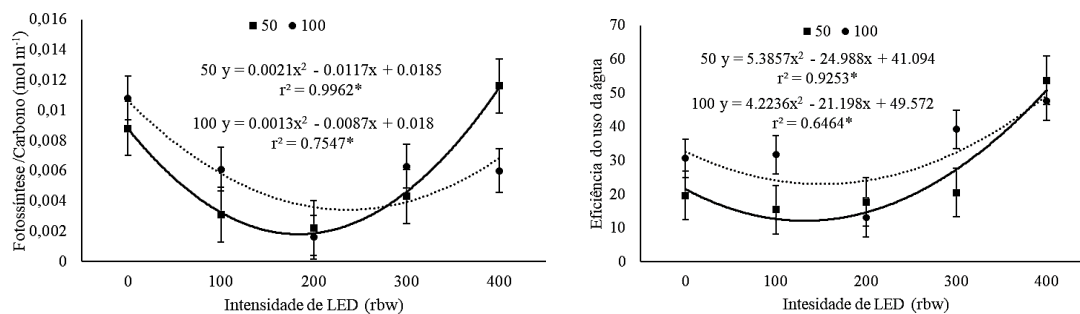 50 100
50 y = 0.0021x² - 0.0117x + 0.0185
r² = 0.9962*
100 y = 0.0013x² - 0.0087x + 0.018
r² = 0.7547*
Fotossíntese/Carbono (mol m⁻¹)
0,016
0,014
0,012
0,01
0,008
0,006
0,004
0,002
0
0 100 200 300 400
Intensidade de LED (rbw)
50 100
50 y = 5.3857x² - 24.988x + 41.094
r² = 0.9253*
100 y = 4.2236x² - 21.198x + 49.572
r² = 0.6464*
Eficiência do uso da água
70
60
50
40
30
20
10
0
0 100 200 300 400
Intesidade de LED (rbw)